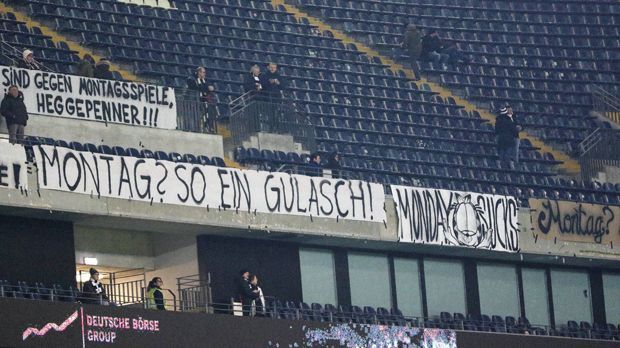 SIND GEGEN MONTAGSSPIELE,
HEGGEPENNER!!!
E!
MONTAG? SO EIN GULASCH!
MONDAY SUCKS
Montag?
DEUTSCHE BÖRSE
GROUP